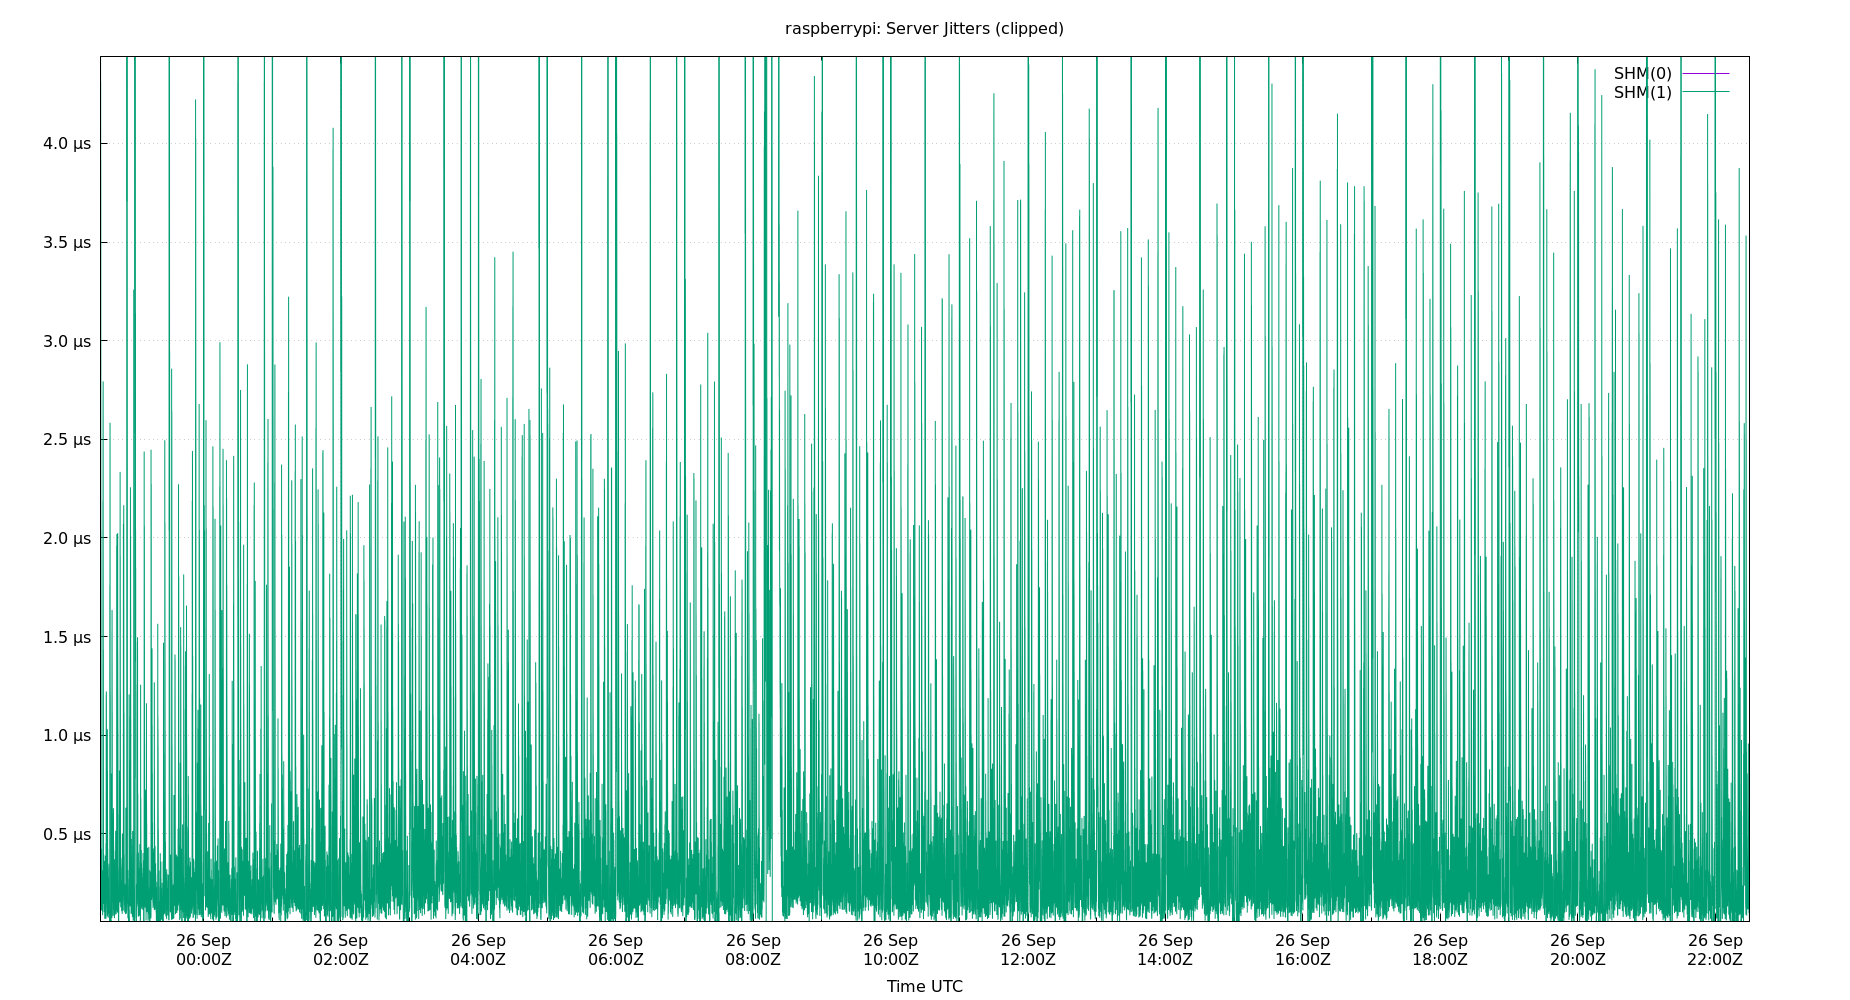 raspberrypi: Server Jitters (clipped)
SHM(0)
SHM(1)
4.0 µs
3.5 µs
3.0 µs
2.5 µs
2.0 µs
1.5 µs
1.0 µs
0.5 µs
26 Sep 26 Sep 26 Sep 26 Sep 26 Sep 26 Sep 26 Sep 26 Sep 26 Sep 26 Sep 26 Sep 26 Sep
00:00Z 02:00Z 04:00Z 06:00Z 08:00Z 10:00Z 12:00Z 14:00Z 16:00Z 18:00Z 20:00Z 22:00Z
Time UTC